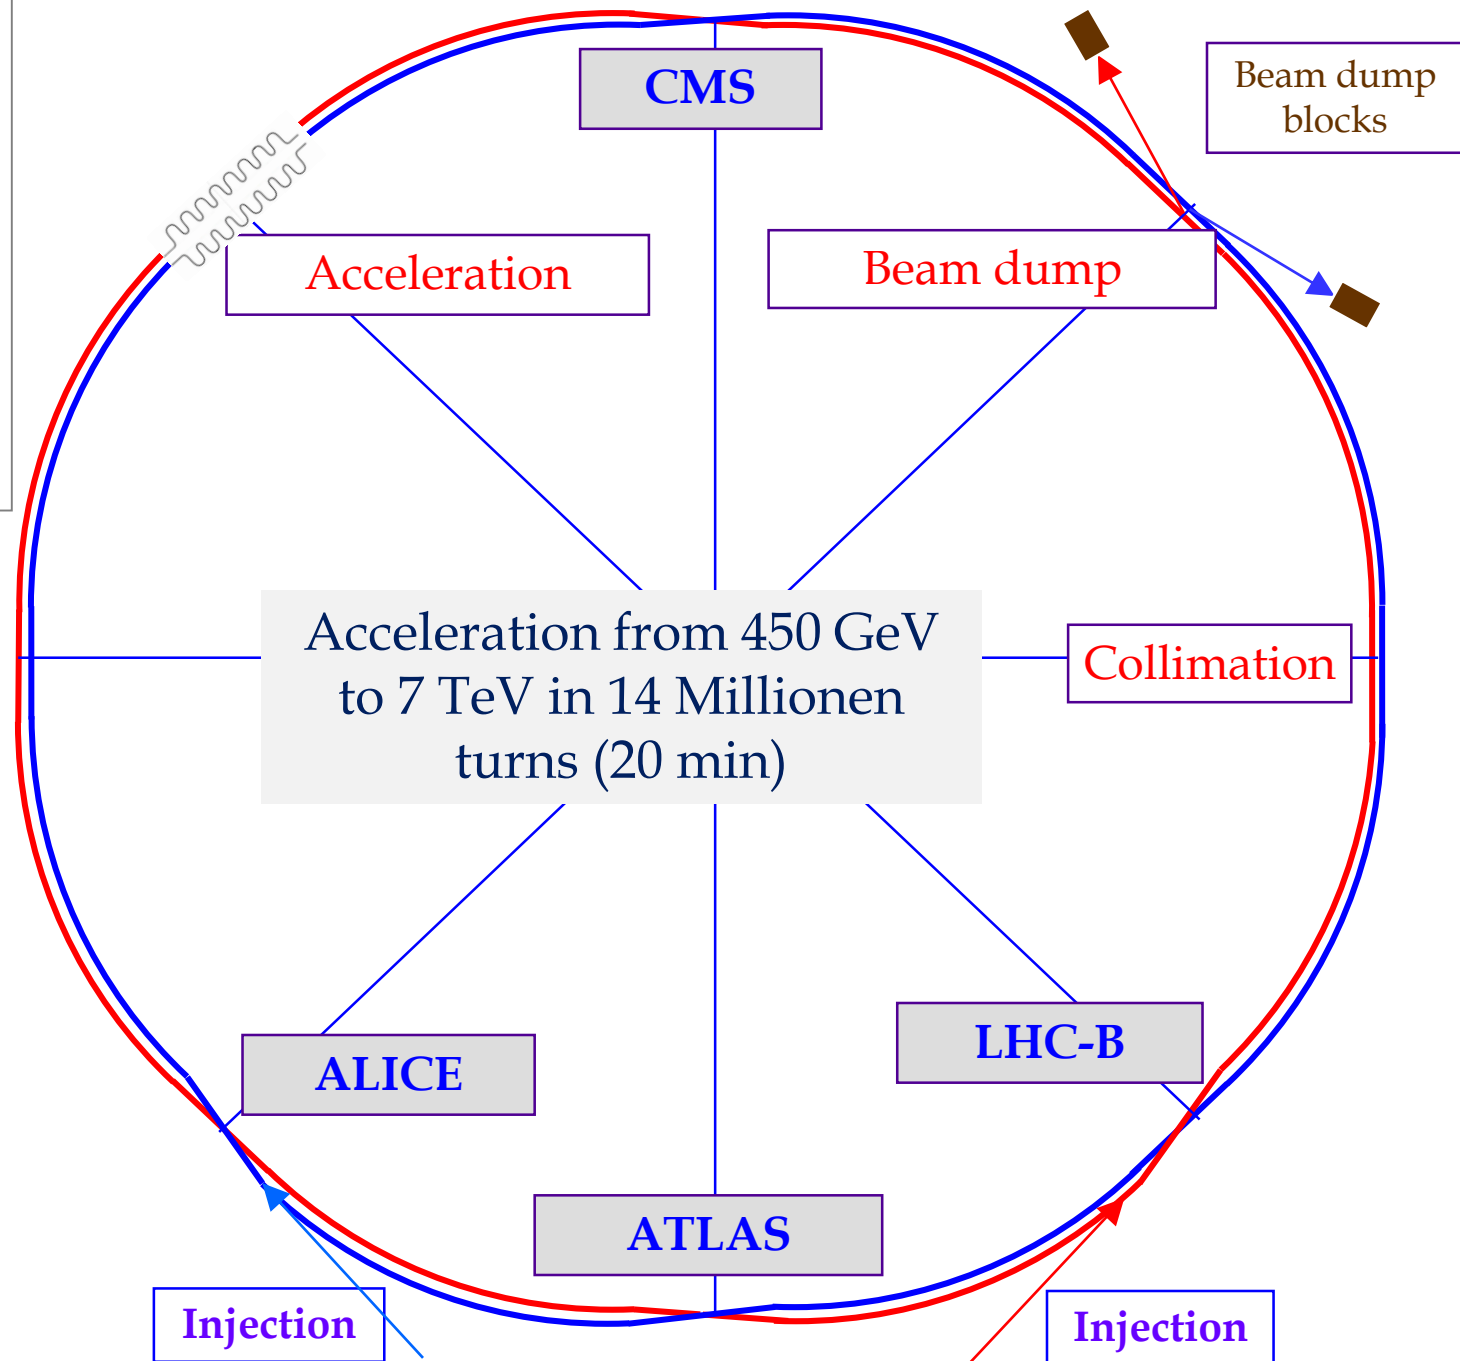 CMS
Beam dump
blocks
Acceleration
Beam dump
Acceleration from 450 GeV
to 7 TeV in 14 Millionen
turns (20 min)
Collimation
LHC-B
ALICE
ATLAS
Injection
Injection